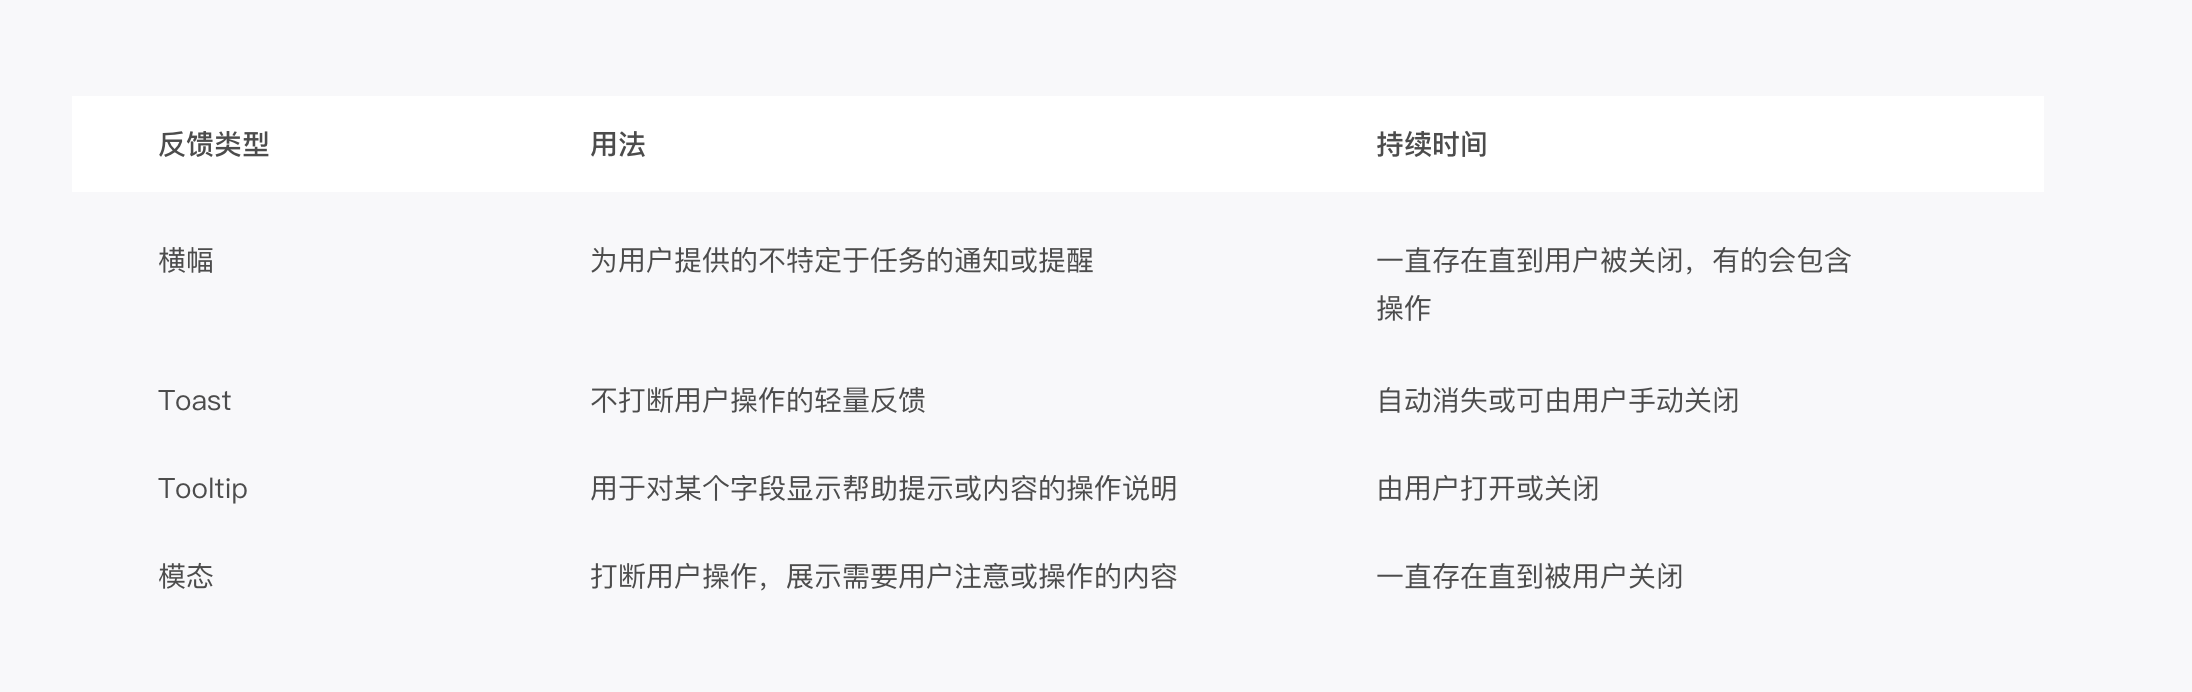 反馈类型 用法 持续时间
横幅 为用户提供的不特定于任务的通知或提醒 一直存在直到用户被关闭，有的会包含
操作
Toast 不打断用户操作的轻量反馈 自动消失或可由用户手动关闭
Tooltip 用于对某个字段显示帮助提示或内容的操作说明 由用户打开或关闭
模态 打断用户操作，展示需要用户注意或操作的内容 一直存在直到被用户关闭